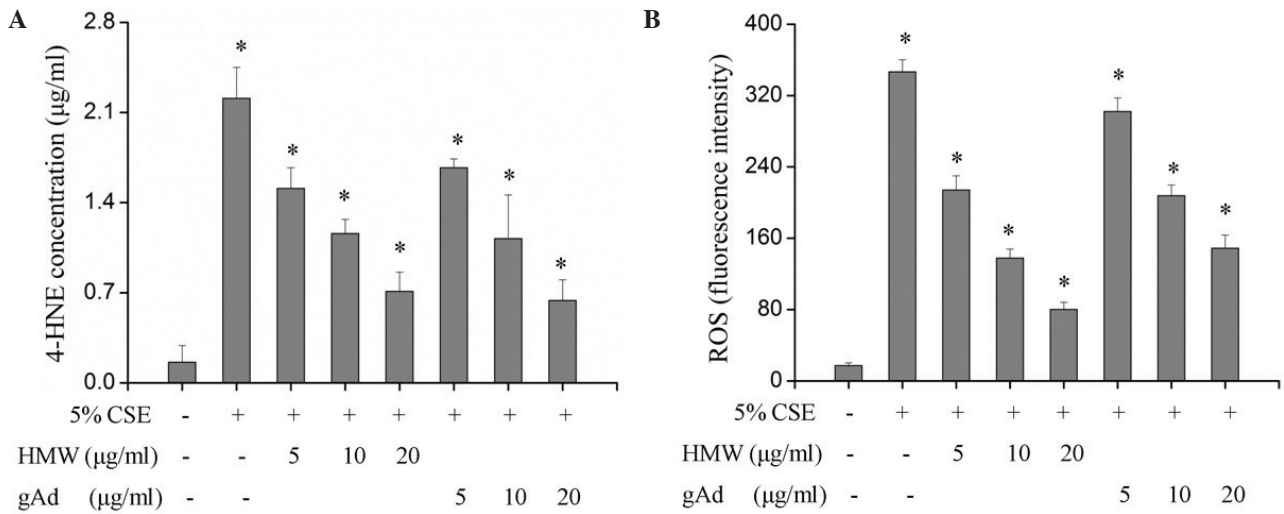 A
4-HNE concentration (μg/ml)
2.8
2.1
1.4
0.7
0.0
* * * * * * *
5% CSE - + + + + + + +
HMW (μg/ml) - - 5 10 20
gAd (μg/ml) - - 5 10 20
B
ROS (fluorescence intensity)
400
320
240
160
80
0
* * * * * * *
5% CSE - + + + + + + +
HMW (μg/ml) - - 5 10 20
gAd (μg/ml) - - 5 10 20